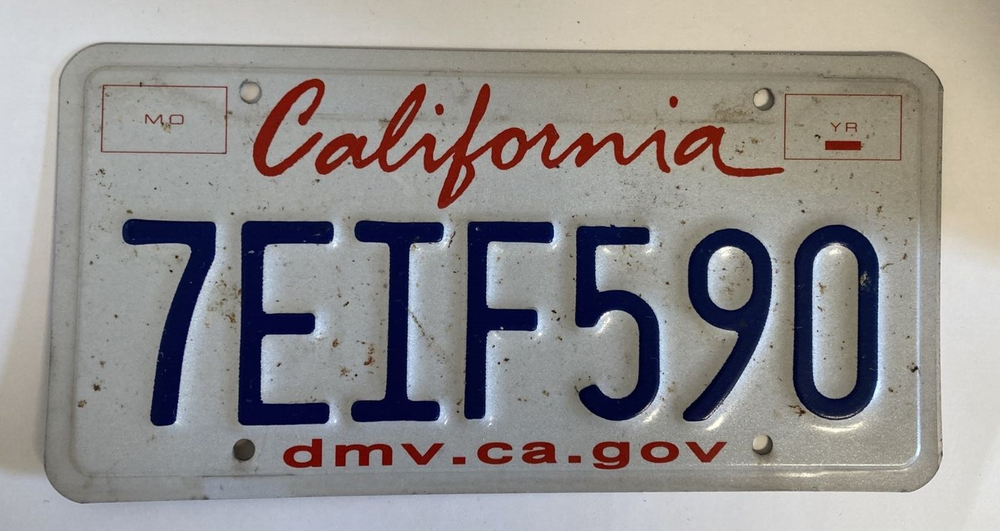 MO
California
YR
7EIF590
dmv.ca.gov